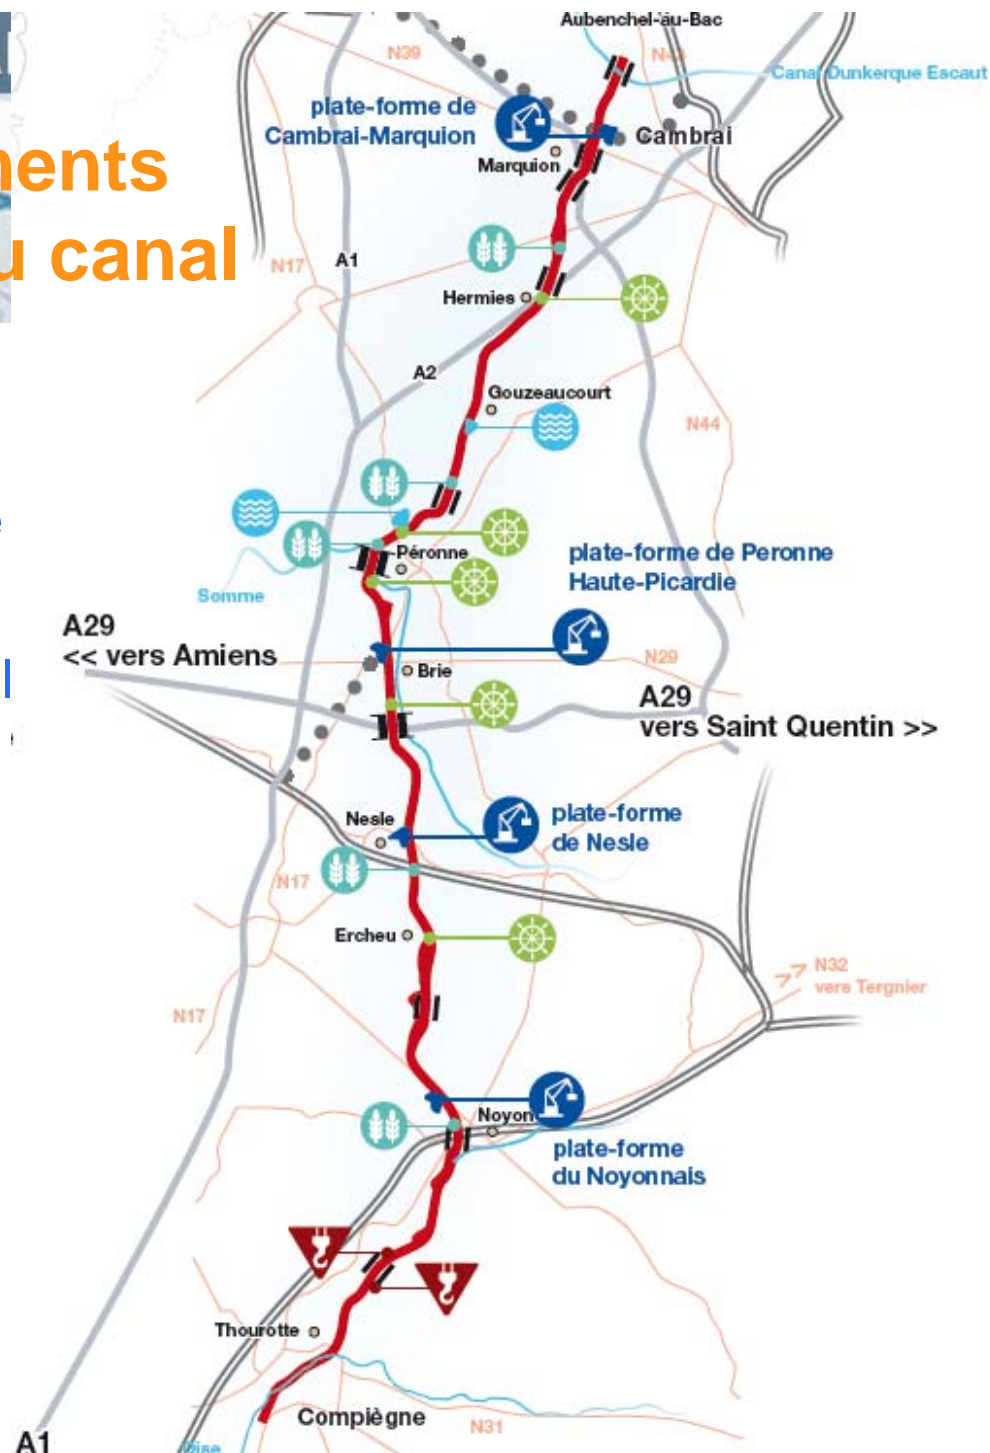 Aubenchel-au-Bac
N39
Canal Dunkerque Escaut
plate-forme de
Cambrai-Marquion
Cambrai
Marquion
ments
u canal
N17
A1
Hermies
A2
Gouzeaucourt
N44
Péronne
plate-forme de Peronne
Haute-Picardie
Somme
A29
<< vers Amiens
N29
Brie
A29
vers Saint Quentin >>
Nesle
plate-forme
de Nesle
N17
Ercheu
N32
vers Tergnier
N17
Noyon
plate-forme
du Noyonnais
Thourotte
Compiègne
N31
A1
Oise